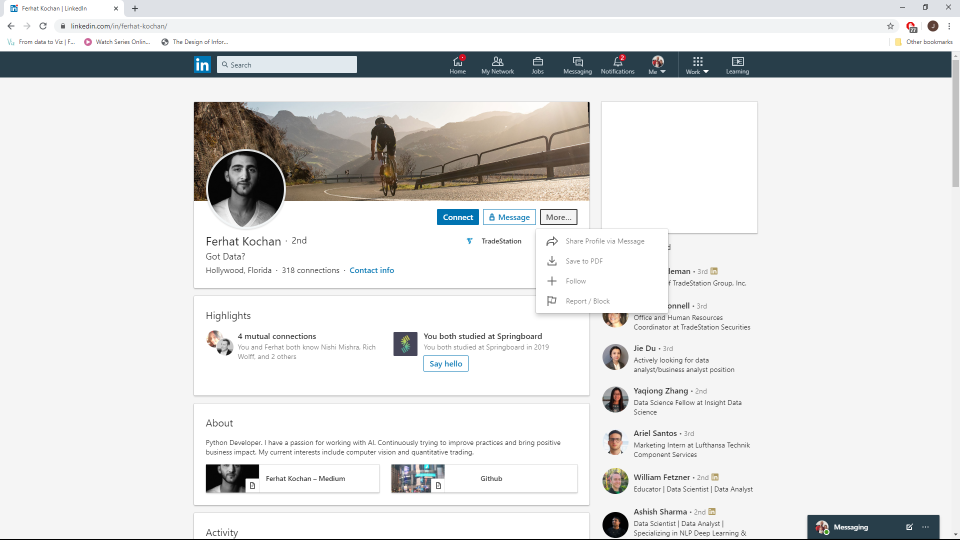 Ferhat Kochan | LinkedIn
linkedin.com/in/ferhat-kochan/
J
77
From data to Viz | F...
Watch Series Onlin...
The Design of Infor...
Other bookmarks
in
Search
Home
My Network
Jobs
Messaging
2
Notifications
Me
Work
Learning
Connect
Message
More...
Ferhat Kochan · 2nd
TradeStation
Got Data?
Hollywood, Florida · 318 connections · Contact info
Share Profile via Message
Save to PDF
Follow
Report / Block
Highlights
4 mutual connections
You and Ferhat both know Nishi Mishra, Rich
Wolff, and 2 others
You both studied at Springboard
You both studied at Springboard in 2019
Say hello
About
Python Developer. I have a passion for working with AI. Continuously trying to improve practices and bring positive
business impact. My current interests include computer vision and quantitative trading.
Ferhat Kochan – Medium
Github
Activity
d
leman • 3rd
of TradeStation Group, Inc.
onnell • 3rd
Office and Human Resources
Coordinator at TradeStation Securities
Jie Du • 3rd
Actively looking for data
analyst/business analyst position
Yaqiong Zhang • 2nd
Data Science Fellow at Insight Data
Science
Ariel Santos • 3rd
Marketing Intern at Lufthansa Technik
Component Services
William Fetzner • 2nd
Educator | Data Scientist | Data Analyst
Ashish Sharma • 2nd
Data Scientist | Data Analyst |
Specializing in NLP Deep Learning &
Messaging